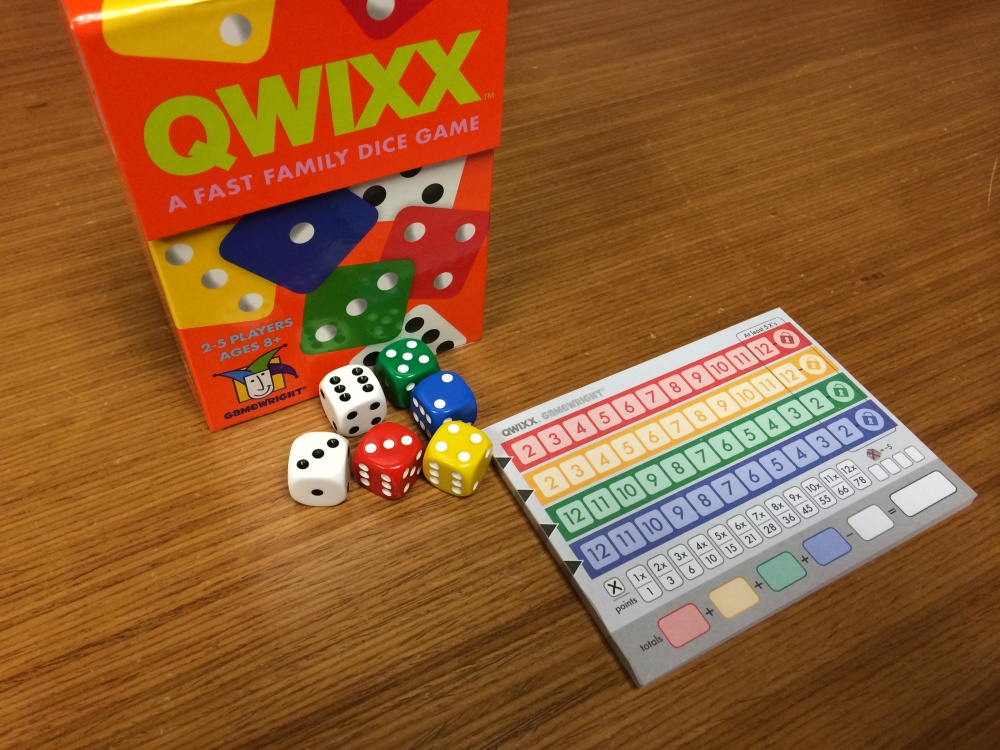 QWIXX™
A FAST FAMILY DICE GAME
2-5 PLAYERS
AGES 8+
GAMEWRIGHT®
QWIXX GAMEWRIGHT®
At least 5 X's
2 3 4 5 6 7 8 9 10 11 12
2 3 4 5 6 7 8 9 10 11 12
12 11 10 9 8 7 6 5 4 3 2
12 11 10 9 8 7 6 5 4 3 2
X 1x 2x 3x 4x 5x 6x 7x 8x 9x 10x 11x 12x = -5
points 1 3 6 10 15 21 28 36 45 55 66 78
totals + + + - =